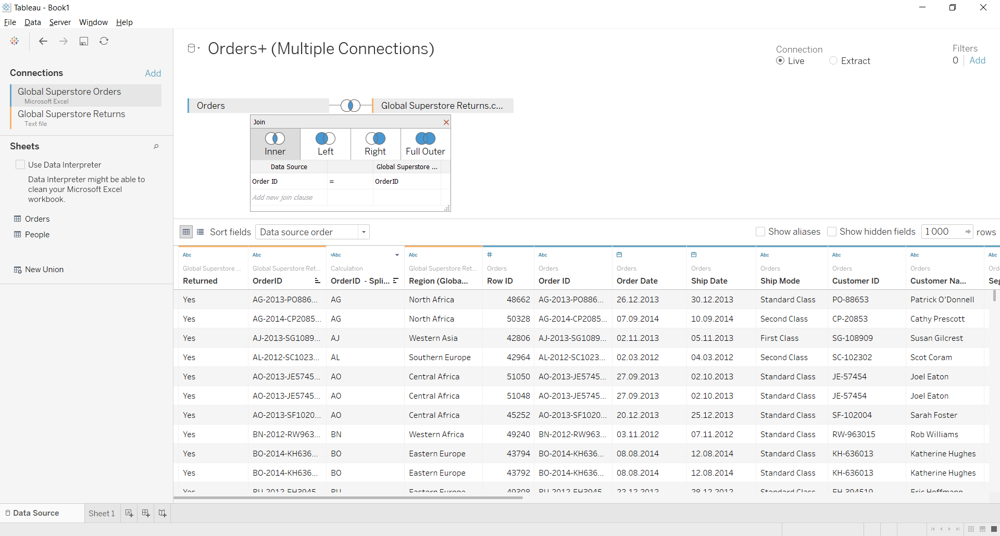 Tableau - Book1
File Data Server Window Help
Connections Add
Global Superstore Orders
Microsoft Excel
Global Superstore Returns
Text file
Sheets
Use Data Interpreter
Data Interpreter might be able to
clean your Microsoft Excel
workbook.
Orders
People
New Union
Orders+ (Multiple Connections)
Connection
Live Extract
Filters
0 Add
Orders Global Superstore Returns.c...
Join
Inner Left Right Full Outer
Data Source Global Superstore ...
Order ID = OrderID
Add new join clause
Sort fields Data source order Show aliases Show hidden fields 1 000 rows
Abc Abc =Abc Abc # Abc Abc Abc Abc Abc
Global Superstore ... Global Superstore Ret... Calculation Global Superstore Ret... Orders Orders Orders Orders Orders Orders Orders Orde
Returned OrderID OrderID - Spli... Region (Globa... Row ID Order ID Order Date Ship Date Ship Mode Customer ID Customer Na... Seg
Yes AG-2013-PO886... AG North Africa 48662 AG-2013-PO886... 26.12.2013 30.12.2013 Standard Class PO-88653 Patrick O'Donnell
Yes AG-2014-CP2085... AG North Africa 50328 AG-2014-CP2085... 07.09.2014 10.09.2014 Second Class CP-20853 Cathy Prescott
Yes AJ-2013-SG1089... AJ Western Asia 42806 AJ-2013-SG1089... 02.11.2013 05.11.2013 First Class SG-108909 Susan Gilcrest
Yes AL-2012-SC1023... AL Southern Europe 42964 AL-2012-SC1023... 02.03.2012 04.03.2012 Second Class SC-102302 Scot Coram
Yes AO-2013-JE5745... AO Central Africa 51050 AO-2013-JE5745... 27.09.2013 02.10.2013 Standard Class JE-57454 Joel Eaton
Yes AO-2013-JE5745... AO Central Africa 51048 AO-2013-JE5745... 27.09.2013 02.10.2013 Standard Class JE-57454 Joel Eaton
Yes AO-2013-SF1020... AO Central Africa 45252 AO-2013-SF1020... 20.12.2013 25.12.2013 Standard Class SF-102004 Sarah Foster
Yes BN-2012-RW963... BN Western Africa 49240 BN-2012-RW963... 03.11.2012 07.11.2012 Standard Class RW-963015 Rob Williams
Yes BO-2014-KH636... BO Eastern Europe 43794 BO-2014-KH636... 08.08.2014 12.08.2014 Standard Class KH-636013 Katherine Hughes
Yes BO-2014-KH636... BO Eastern Europe 43792 BO-2014-KH636... 08.08.2014 12.08.2014 Standard Class KH-636013 Katherine Hughes
Yes Eastern Europe Standard Class Eric Hoffmann
Data Source Sheet 1